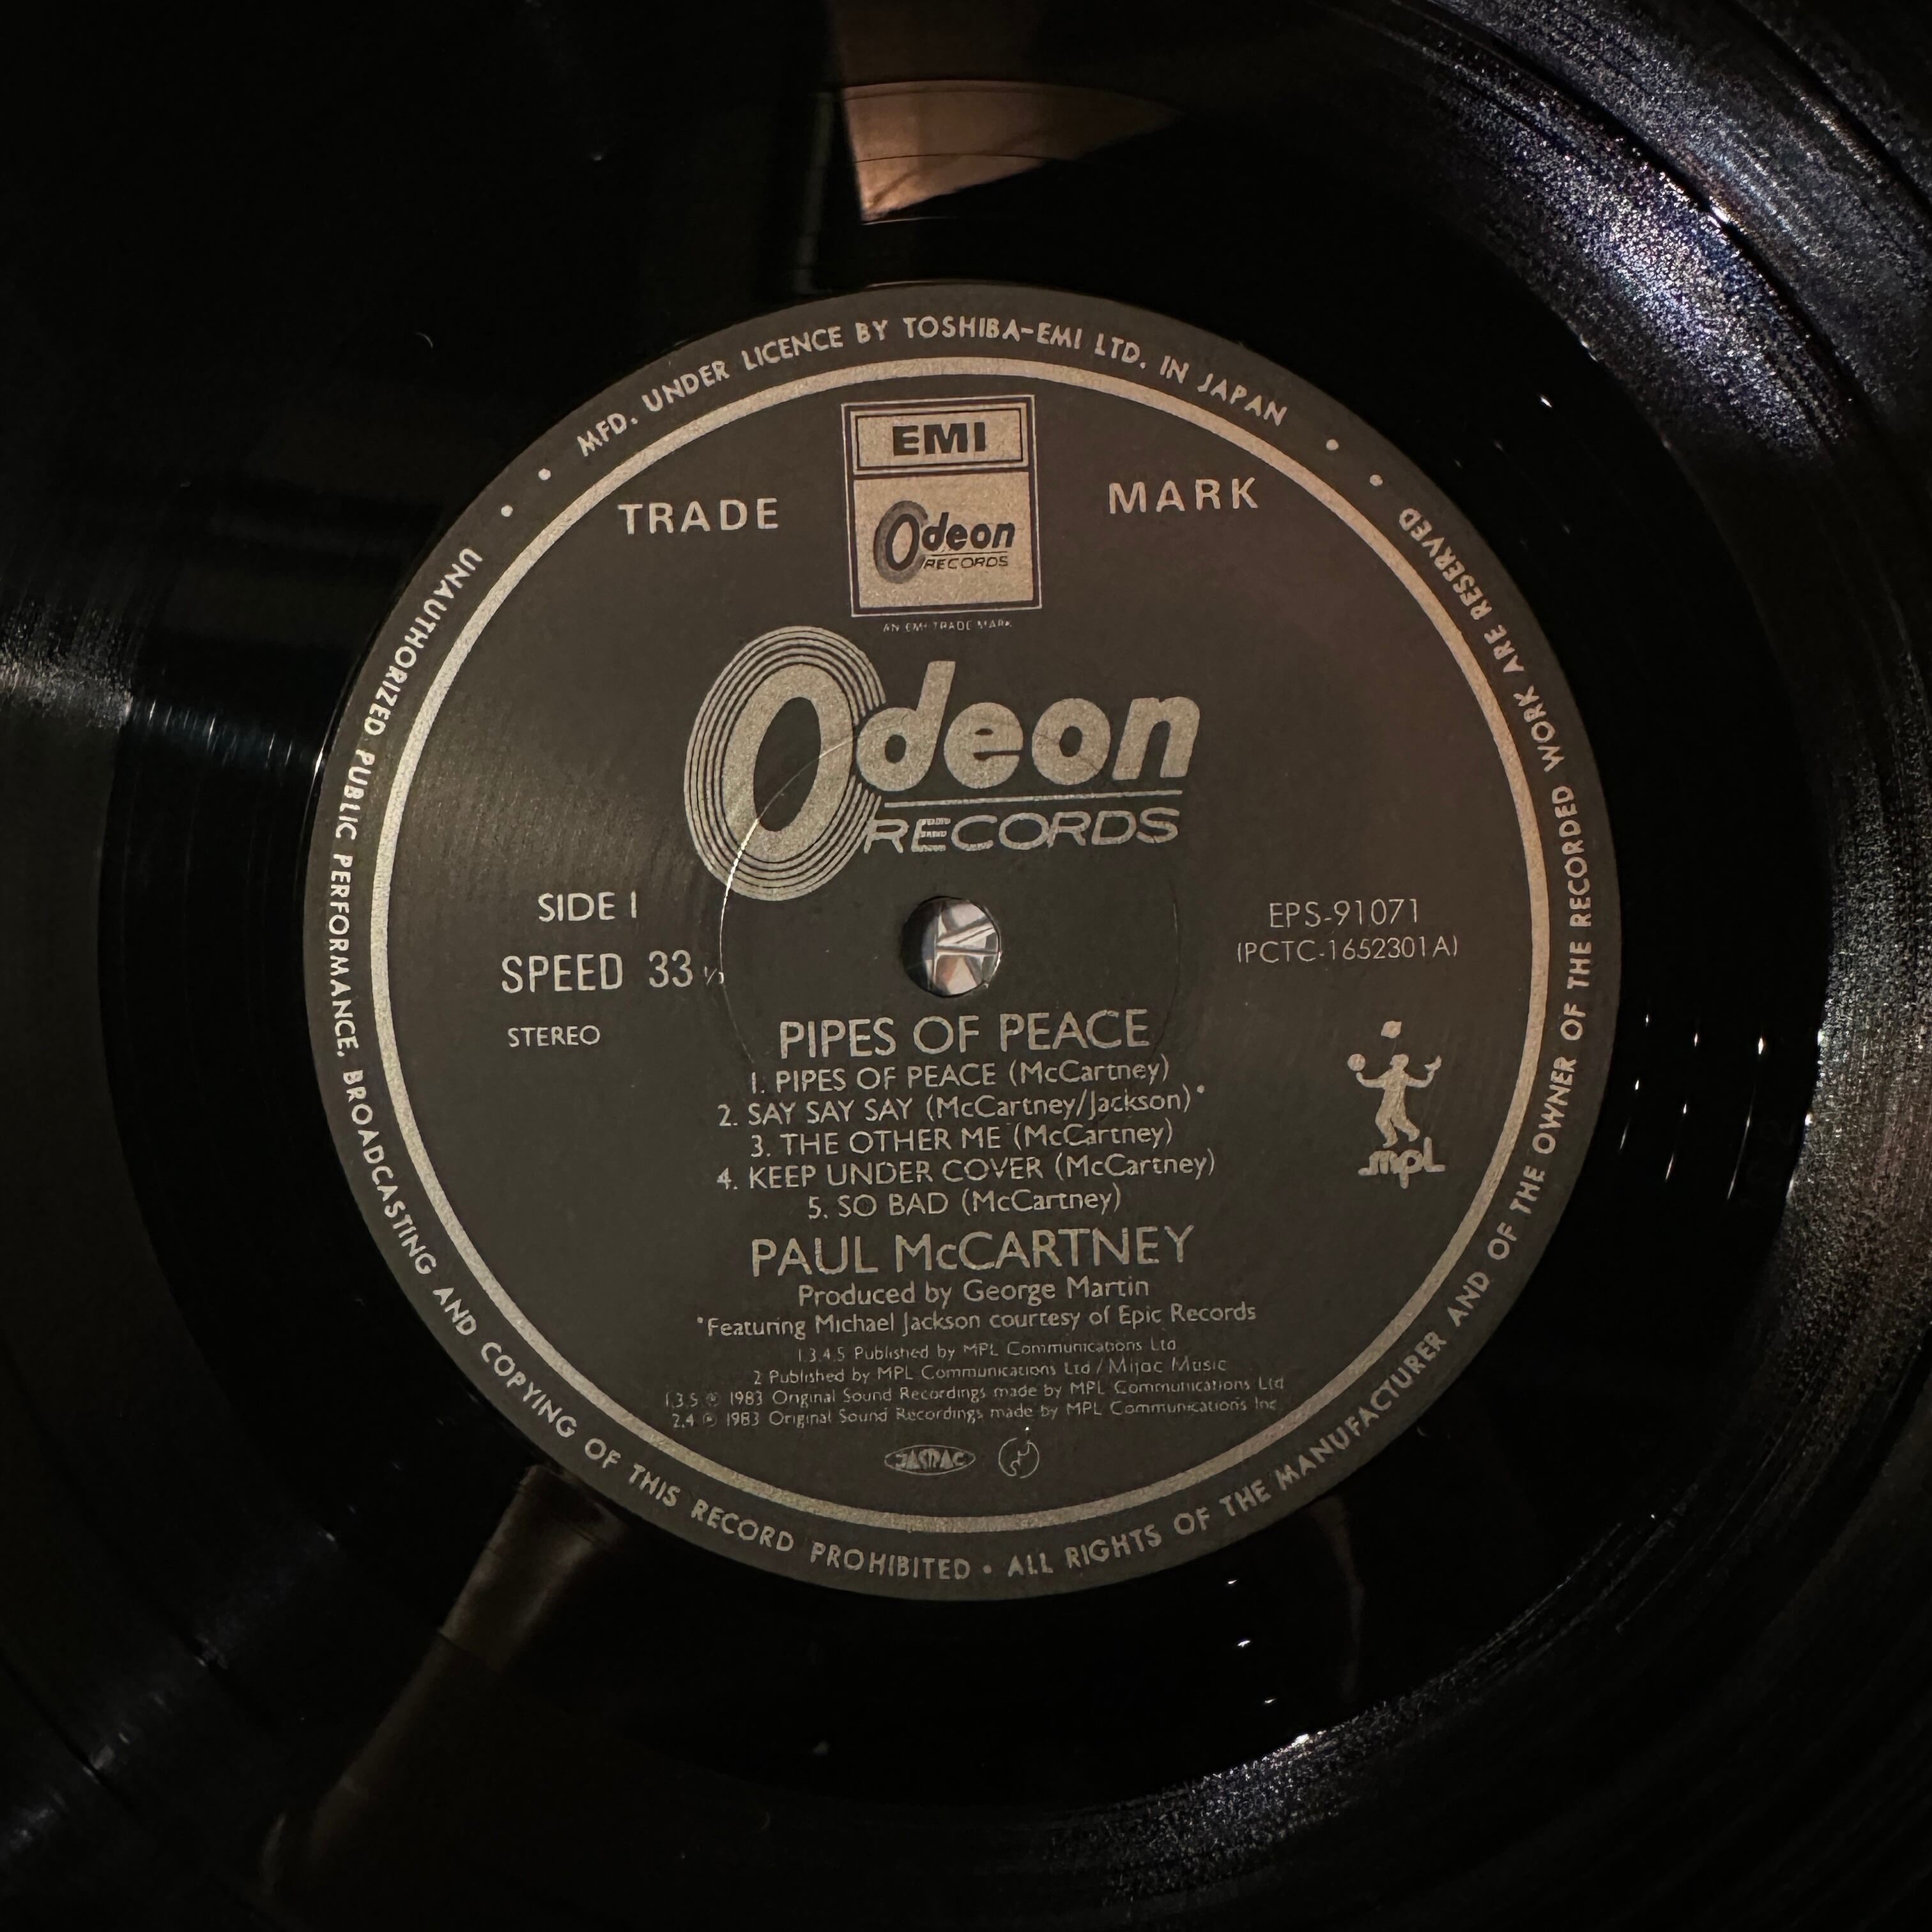 MFD. UNDER LICENCE BY TOSHIBA-EMI LTD. IN JAPAN
EMI
TRADE MARK
Odeon
RECORDS
AN EMI TRADE MARK
Odeon
RECORDS
SIDE 1
SPEED 33 1/3
STEREO
EPS-91071
(PCTC-1652301A)
PIPES OF PEACE
1. PIPES OF PEACE (McCartney)
2. SAY SAY SAY (McCartney/Jackson)*
3. THE OTHER ME (McCartney)
4. KEEP UNDER COVER (McCartney)
5. SO BAD (McCartney)
mpl
PAUL McCARTNEY
Produced by George Martin
*Featuring Michael Jackson courtesy of Epic Records
1.3.4.5 Published by MPL Communications Ltd
2 Published by MPL Communications Ltd / Mijac Music
1.3.5 ℗ 1983 Original Sound Recordings made by MPL Communications Ltd
2.4 ℗ 1983 Original Sound Recordings made by MPL Communications Inc
JASRAC
UNAUTHORIZED PUBLIC PERFORMANCE, BROADCASTING AND COPYING OF THIS RECORD PROHIBITED • ALL RIGHTS OF THE MANUFACTURER AND OF THE OWNER OF THE RECORDED WORK ARE RESERVED